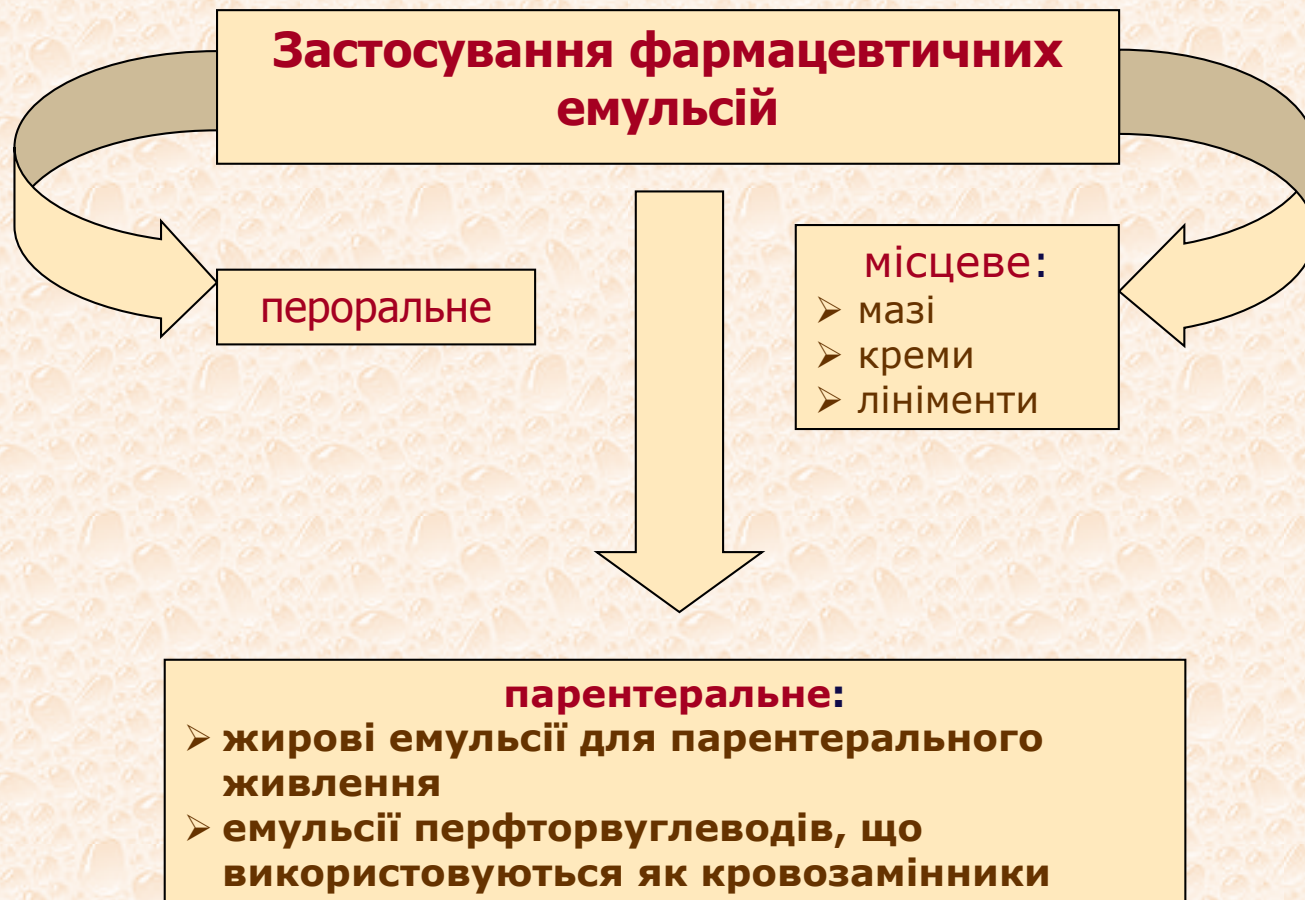 Застосування фармацевтичних
емульсій
пероральне
місцеве:
➢ мазі
➢ креми
➢ лініменти
парентеральне:
➢ жирові емульсії для парентерального
живлення
➢ емульсії перфторвуглеводів, що
використовуються як кровозамінники